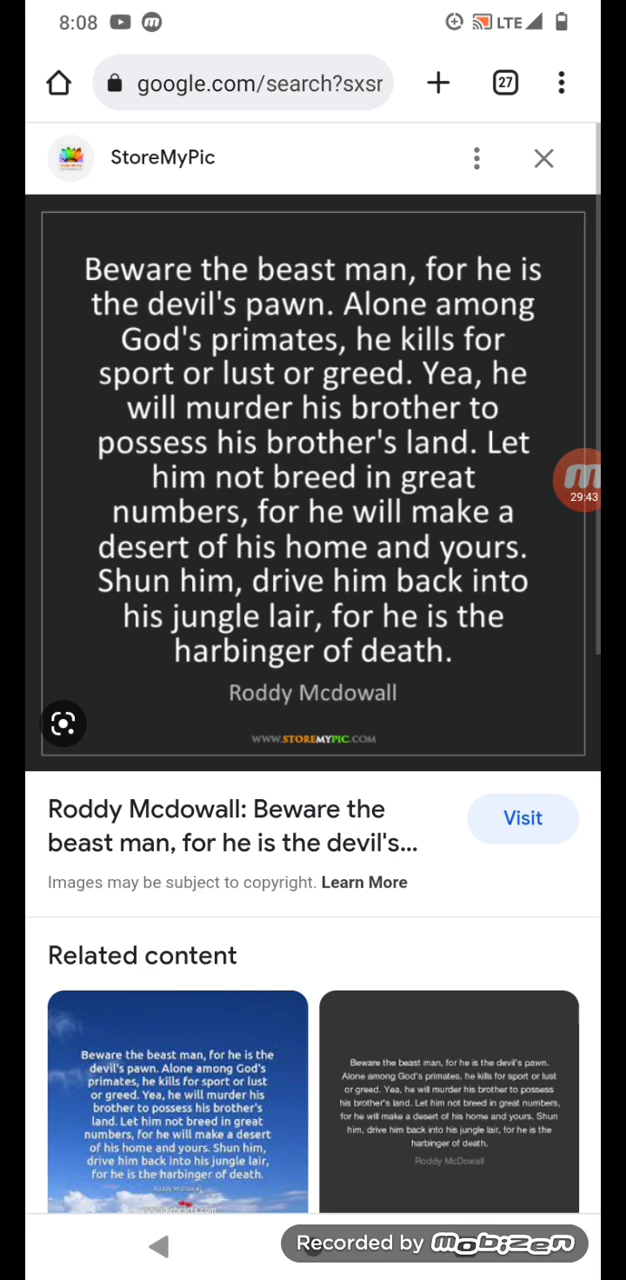 8:08
LTE
google.com/search?sxsr
27
StoreMyPic
Beware the beast man, for he is
the devil's pawn. Alone among
God's primates, he kills for
sport or lust or greed. Yea, he
will murder his brother to
possess his brother's land. Let
him not breed in great
numbers, for he will make a
desert of his home and yours.
Shun him, drive him back into
his jungle lair, for he is the
harbinger of death.
Roddy Mcdowall
WWW.STOREMYPIC.COM
29:43
Roddy Mcdowall: Beware the
beast man, for he is the devil's...
Visit
Images may be subject to copyright. Learn More
Related content
Beware the beast man, for he is the
devil's pawn. Alone among God's
primates, he kills for sport or lust
or greed. Yea, he will murder his
brother to possess his brother's
land. Let him not breed in great
numbers, for he will make a desert
of his home and yours. Shun him,
drive him back into his jungle lair,
for he is the harbinger of death.
Roddy McDowall
Beware the beast man, for he is the devil's pawn.
Alone among God's primates, he kills for sport or lust
or greed. Yea, he will murder his brother to possess
his brother's land. Let him not breed in great numbers,
for he will make a desert of his home and yours. Shun
him, drive him back into his jungle lair, for he is the
harbinger of death.
Roddy McDowall
Recorded by mobizen